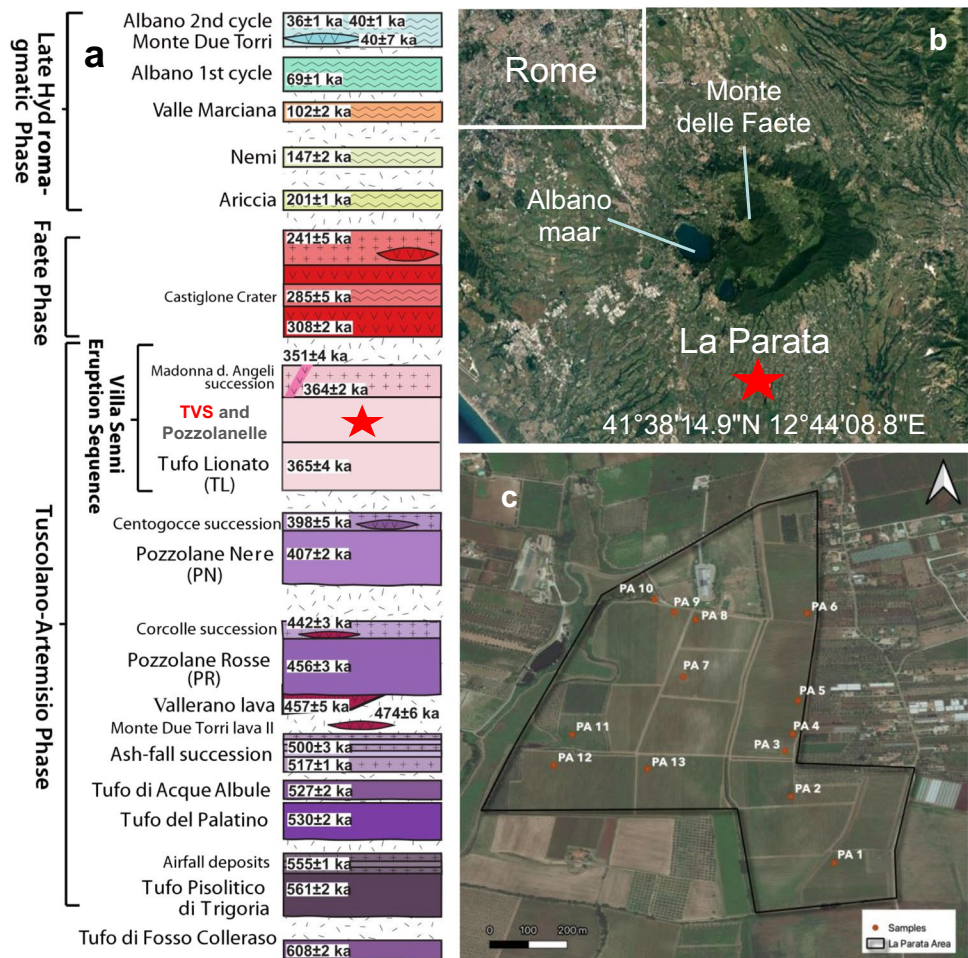 a
Late Hydroma-
gmatic Phase
Albano 2nd cycle
36±1 ka 40±1 ka
Monte Due Torri
40±7 ka
Albano 1st cycle
69±1 ka
Valle Marciana
102±2 ka
Nemi
147±2 ka
Ariccia
201±1 ka
Faete Phase
241±5 ka
Castiglone Crater
285±5 ka
308±2 ka
Tuscolano-Artemisio Phase
Villa Senni
Eruption Sequence
351±4 ka
Madonna d. Angeli
succession
364±2 ka
TVS and
Pozzolanelle
Tufo Lionato
(TL)
365±4 ka
Centogocce succession
398±5 ka
Pozzolane Nere
(PN)
407±2 ka
Corcolle succession
442±3 ka
Pozzolane Rosse
(PR)
456±3 ka
Vallerano lava
457±5 ka
474±6 ka
Monte Due Torri lava II
Ash-fall succession
500±3 ka
517±1 ka
Tufo di Acque Albule
527±2 ka
Tufo del Palatino
530±2 ka
Airfall deposits
555±1 ka
Tufo Pisolitico
di Trigoria
561±2 ka
Tufo di Fosso Colleraso
608±2 ka
b
Rome
Monte
delle Faete
Albano
maar
La Parata
41°38'14.9"N 12°44'08.8"E
c
PA 10
PA 9
PA 8
PA 6
PA 7
PA 5
PA 11
PA 4
PA 3
PA 12
PA 13
PA 2
PA 1
0 100 200 m
Samples
La Parata Area